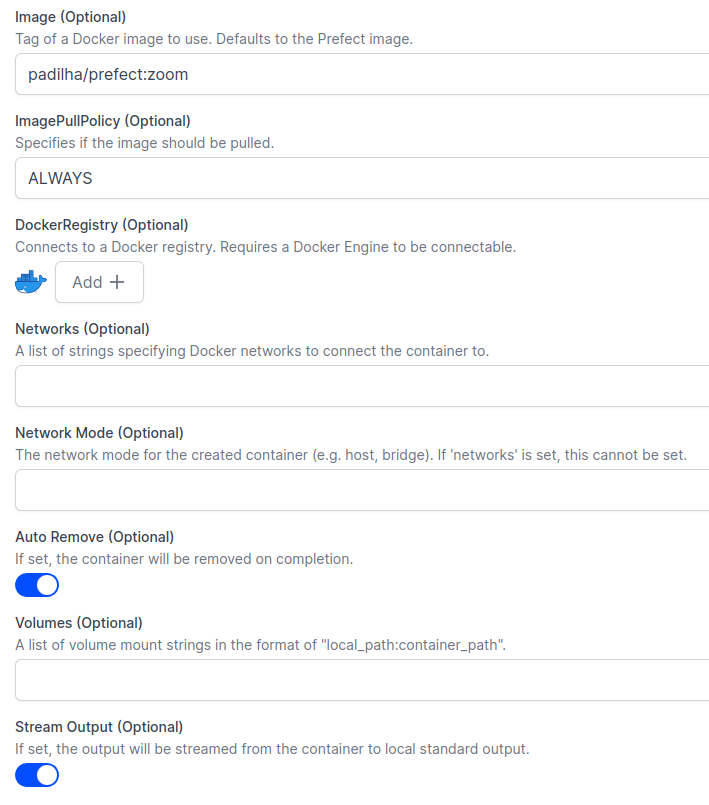 Image (Optional)
Tag of a Docker image to use. Defaults to the Prefect image.
padilha/prefect:zoom
ImagePullPolicy (Optional)
Specifies if the image should be pulled.
ALWAYS
DockerRegistry (Optional)
Connects to a Docker registry. Requires a Docker Engine to be connectable.
Add +
Networks (Optional)
A list of strings specifying Docker networks to connect the container to.
Network Mode (Optional)
The network mode for the created container (e.g. host, bridge). If 'networks' is set, this cannot be set.
Auto Remove (Optional)
If set, the container will be removed on completion.
Volumes (Optional)
A list of volume mount strings in the format of "local_path:container_path".
Stream Output (Optional)
If set, the output will be streamed from the container to local standard output.